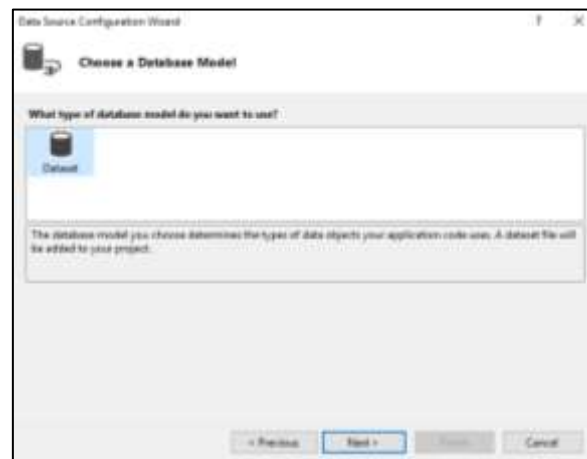 Data Source Configuration Wizard
? X
Choose a Database Model
What type of database model do you want to use?
Dataset
The database model you choose determines the types of data objects your application code uses. A dataset file will
be added to your project.
< Previous Next > Finish Cancel